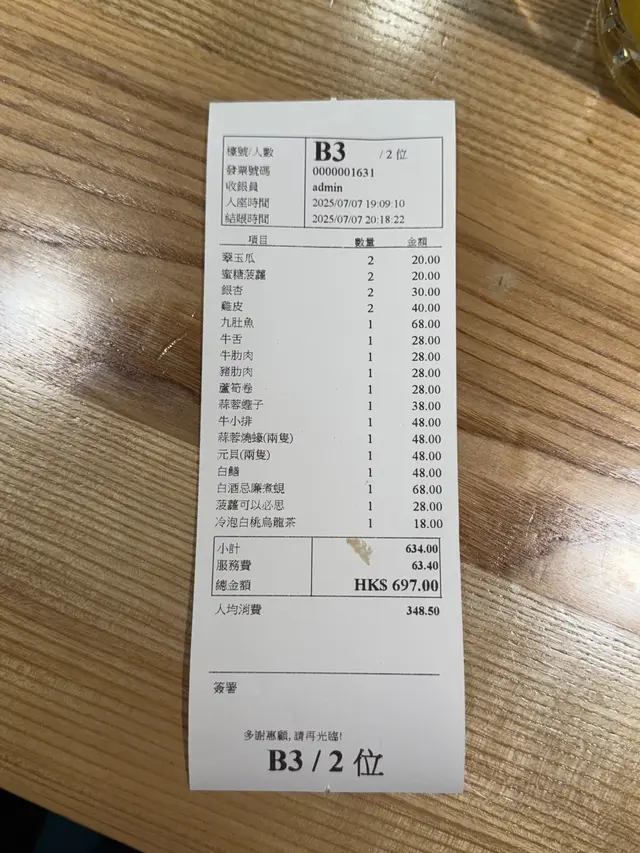 檯號/人數 B3 / 2 位
發票號碼 0000001631
收銀員 admin
入座時間 2025/07/07 19:09:10
結賬時間 2025/07/07 20:18:22
項目 數量 金額
翠玉瓜 2 20.00
蜜糖菠蘿 2 20.00
銀杏 2 30.00
雞皮 2 40.00
九肚魚 1 68.00
牛舌 1 28.00
牛肋肉 1 28.00
豬肋肉 1 28.00
蘆筍卷 1 28.00
蒜蓉蟶子 1 38.00
牛小排 1 48.00
蒜蓉燒蠔(兩隻) 1 48.00
元貝(兩隻) 1 48.00
白鱔 1 48.00
白酒忌廉煮蜆 1 68.00
菠蘿可以必思 1 28.00
冷泡白桃烏龍茶 1 18.00
小計 634.00
服務費 63.40
總金額 HK$ 697.00
人均消費 348.50
簽署
多謝惠顧, 請再光臨!
B3 / 2 位